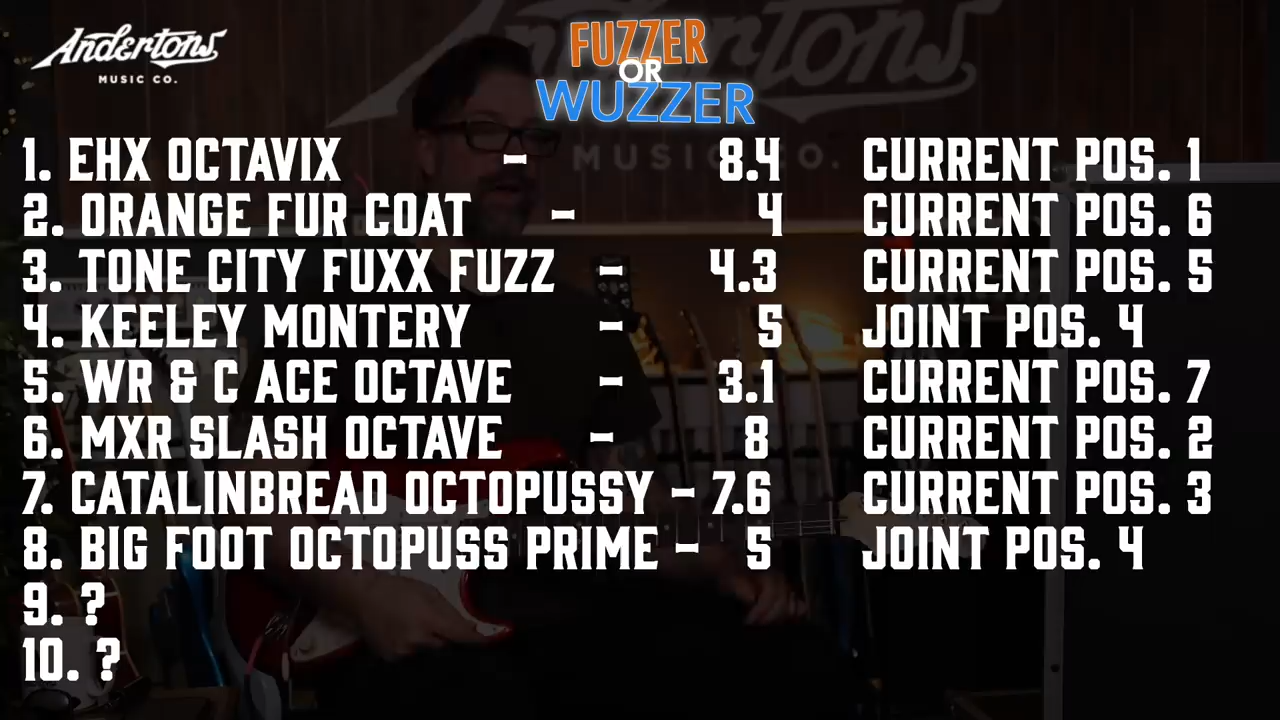 Andertons
MUSIC CO.
FUZZER
OR
WUZZER
1. EHX OCTAVIX - 8.4 CURRENT POS. 1
2. ORANGE FUR COAT - 4 CURRENT POS. 6
3. TONE CITY FUXX FUZZ - 4.3 CURRENT POS. 5
4. KEELEY MONTERY - 5 JOINT POS. 4
5. WR & C ACE OCTAVE - 3.1 CURRENT POS. 7
6. MXR SLASH OCTAVE - 8 CURRENT POS. 2
7. CATALINBREAD OCTOPUSSY - 7.6 CURRENT POS. 3
8. BIG FOOT OCTOPUSS PRIME - 5 JOINT POS. 4
9. ?
10. ?
Andertons
MUSIC CO.